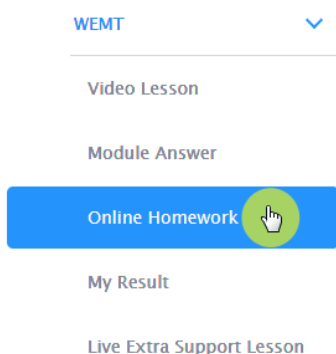 WEMT
Video Lesson
Module Answer
Online Homework
My Result
Live Extra Support Lesson